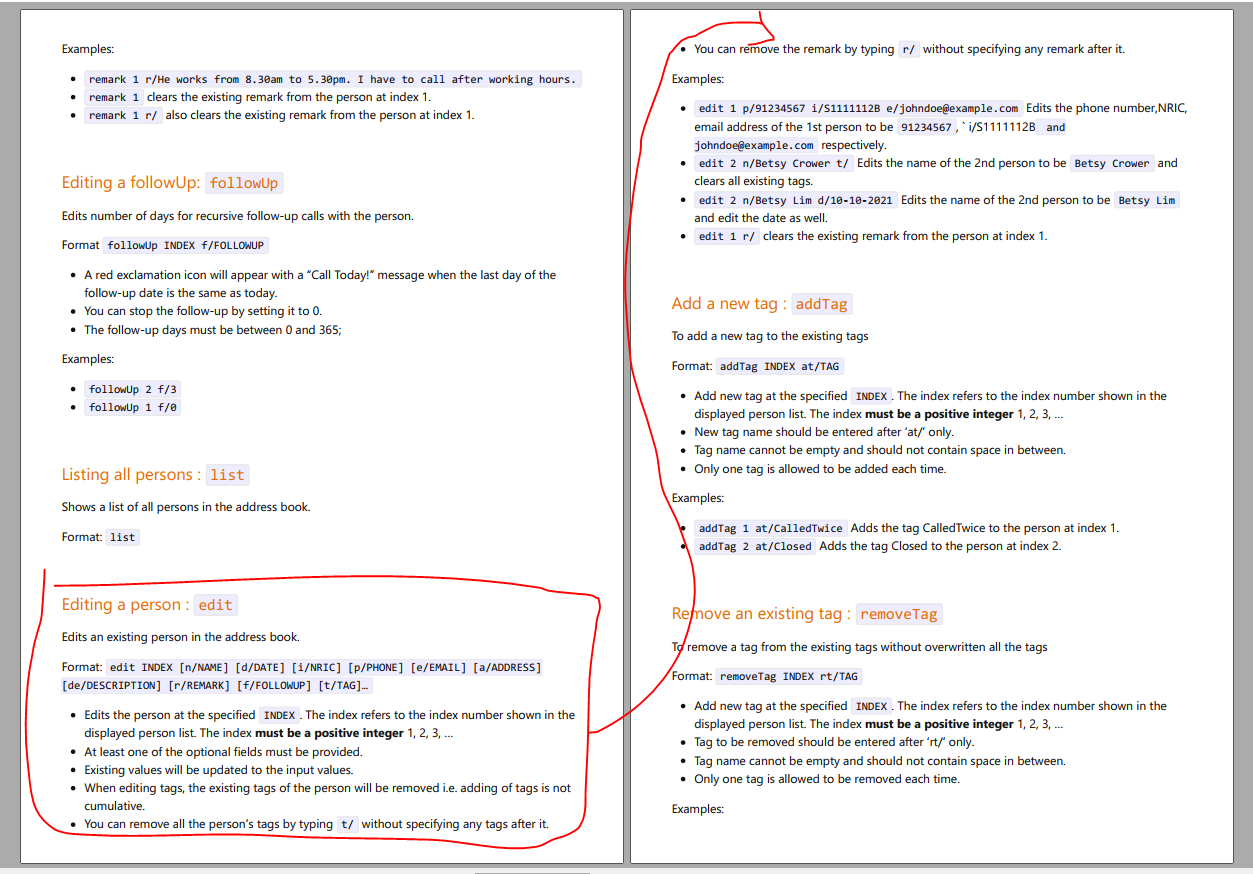 Examples:
remark 1 r/He works from 8.30am to 5.30pm. I have to call after working hours.
remark 1 clears the existing remark from the person at index 1.
remark 1 r/ also clears the existing remark from the person at index 1.
Editing a followUp: followUp
Edits number of days for recursive follow-up calls with the person.
Format followUp INDEX f/FOLLOWUP
A red exclamation icon will appear with a “Call Today!” message when the last day of the
follow-up date is the same as today.
You can stop the follow-up by setting it to 0.
The follow-up days must be between 0 and 365;
Examples:
followUp 2 f/3
followUp 1 f/0
Listing all persons : list
Shows a list of all persons in the address book.
Format: list
Editing a person : edit
Edits an existing person in the address book.
Format: edit INDEX [n/NAME] [d/DATE] [i/NRIC] [p/PHONE] [e/EMAIL] [a/ADDRESS]
[de/DESCRIPTION] [r/REMARK] [f/FOLLOWUP] [t/TAG]…
Edits the person at the specified INDEX . The index refers to the index number shown in the
displayed person list. The index must be a positive integer 1, 2, 3, …
At least one of the optional fields must be provided.
Existing values will be updated to the input values.
When editing tags, the existing tags of the person will be removed i.e. adding of tags is not
cumulative.
You can remove all the person’s tags by typing t/ without specifying any tags after it.
You can remove the remark by typing r/ without specifying any remark after it.
Examples:
edit 1 p/91234567 i/S1111112B e/johndoe@example.com Edits the phone number,NRIC,
email address of the 1st person to be 91234567 , `i/S1111112B and
johndoe@example.com respectively.
edit 2 n/Betsy Crower t/ Edits the name of the 2nd person to be Betsy Crower and
clears all existing tags.
edit 2 n/Betsy Lim d/10-10-2021 Edits the name of the 2nd person to be Betsy Lim
and edit the date as well.
edit 1 r/ clears the existing remark from the person at index 1.
Add a new tag : addTag
To add a new tag to the existing tags
Format: addTag INDEX at/TAG
Add new tag at the specified INDEX . The index refers to the index number shown in the
displayed person list. The index must be a positive integer 1, 2, 3, …
New tag name should be entered after ‘at/’ only.
Tag name cannot be empty and should not contain space in between.
Only one tag is allowed to be added each time.
Examples:
addTag 1 at/CalledTwice Adds the tag CalledTwice to the person at index 1.
addTag 2 at/Closed Adds the tag Closed to the person at index 2.
Remove an existing tag : removeTag
To remove a tag from the existing tags without overwritten all the tags
Format: removeTag INDEX rt/TAG
Add new tag at the specified INDEX . The index refers to the index number shown in the
displayed person list. The index must be a positive integer 1, 2, 3, …
Tag to be removed should be entered after ‘rt/’ only.
Tag name cannot be empty and should not contain space in between.
Only one tag is allowed to be removed each time.
Examples: